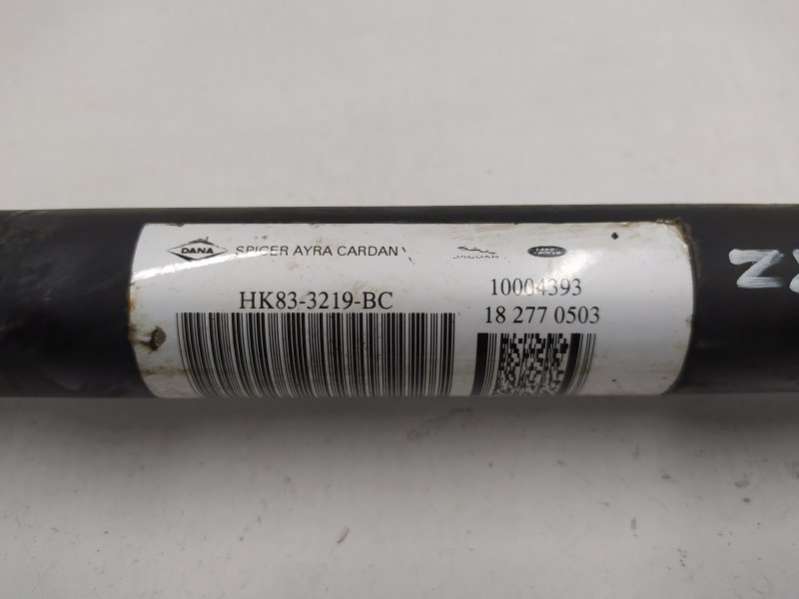 DANA SPICER AYRA CARDAN JAGUAR LAND ROVER
HK83-3219-BC 10004393
18 277 0503